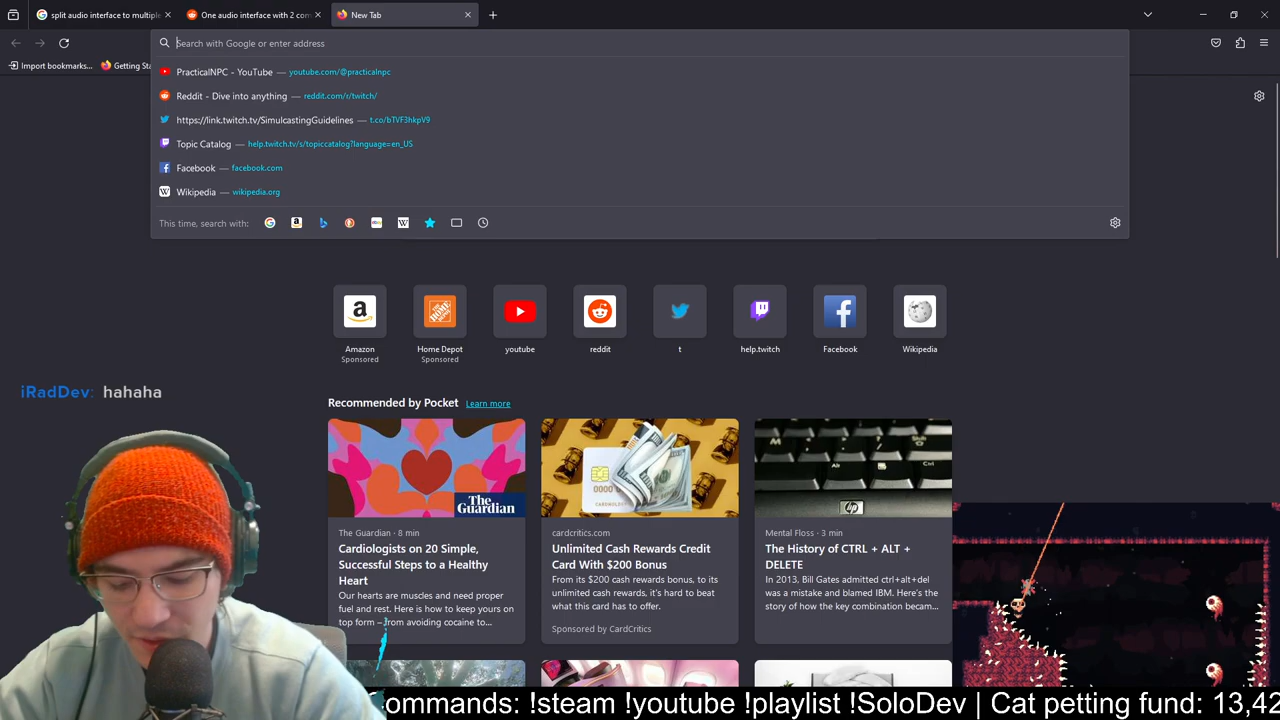 split audio interface to multiple
One audio interface with 2 com
New Tab
Search with Google or enter address
Import bookmarks...
Getting Sta
PracticalNPC - YouTube — youtube.com/@practicalnpc
Reddit - Dive into anything — reddit.com/r/twitch/
https://link.twitch.tv/SimulcastingGuidelines — t.co/bTVF3hkpV9
Topic Catalog — help.twitch.tv/s/topiccatalog?language=en_US
Facebook — facebook.com
Wikipedia — wikipedia.org
This time, search with:
Amazon
Sponsored
Home Depot
Sponsored
youtube
reddit
t
help.twitch
Facebook
Wikipedia
iRadDev: hahaha
Recommended by Pocket Learn more
The Guardian
The Guardian · 8 min
Cardiologists on 20 Simple,
Successful Steps to a Healthy
Heart
Our hearts are muscles and need proper
fuel and rest. Here is how to keep yours on
top form – from avoiding cocaine to...
cardcritics.com
Unlimited Cash Rewards Credit
Card With $200 Bonus
From its $200 cash rewards bonus, to its
unlimited cash rewards, it's hard to beat
what this card has to offer.
Sponsored by CardCritics
Alt
Ctrl
hp
Mental Floss · 3 min
The History of CTRL + ALT +
DELETE
In 2013, Bill Gates admitted ctrl+alt+del
was a mistake and blamed IBM. Here's the
story of how the key combination becam...
ommands: !steam !youtube !playlist !SoloDev | Cat petting fund: 13,42